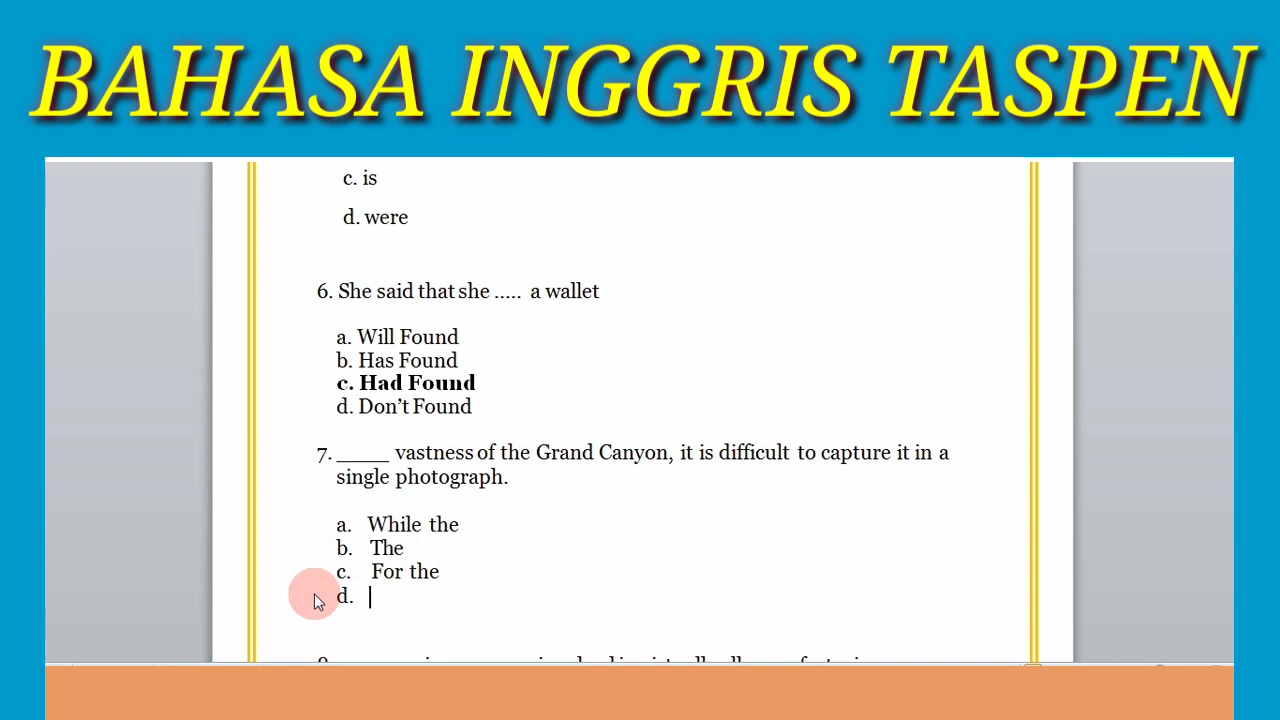 BAHASA INGGRIS TASPEN
c. is
d. were
6. She said that she ..... a wallet
a. Will Found
b. Has Found
c. Had Found
d. Don't Found
7. _____ vastness of the Grand Canyon, it is difficult to capture it in a
single photograph.
a. While the
b. The
c. For the
d.